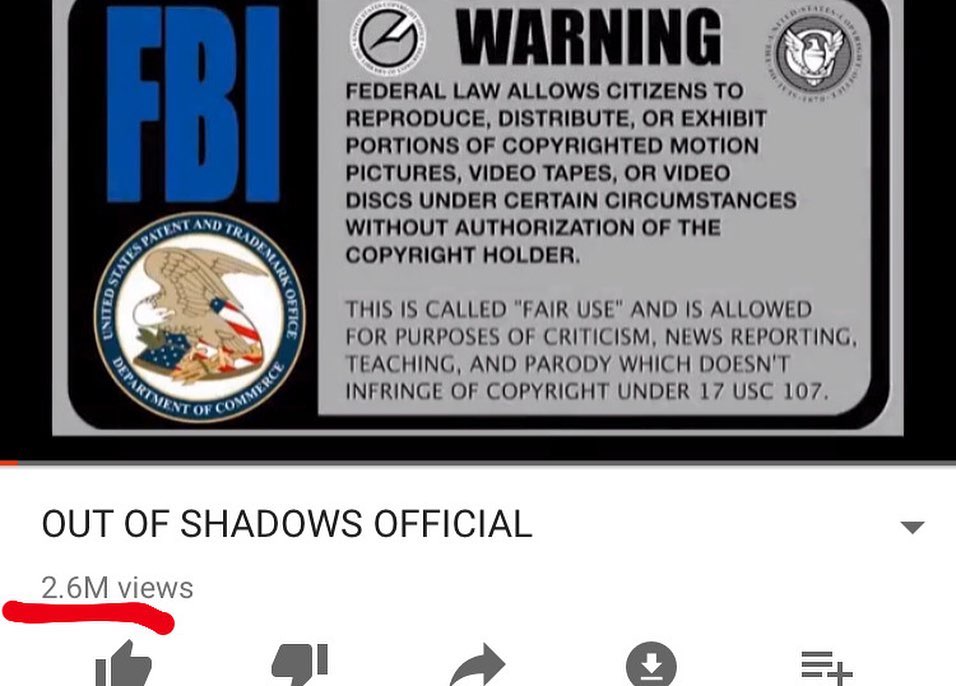 FBI
WARNING
FEDERAL LAW ALLOWS CITIZENS TO
REPRODUCE, DISTRIBUTE, OR EXHIBIT
PORTIONS OF COPYRIGHTED MOTION
PICTURES, VIDEO TAPES, OR VIDEO
DISCS UNDER CERTAIN CIRCUMSTANCES
WITHOUT AUTHORIZATION OF THE
COPYRIGHT HOLDER.
THIS IS CALLED "FAIR USE" AND IS ALLOWED
FOR PURPOSES OF CRITICISM, NEWS REPORTING,
TEACHING, AND PARODY WHICH DOESN'T
INFRINGE OF COPYRIGHT UNDER 17 USC 107.
UNITED STATES PATENT AND TRADEMARK OFFICE
DEPARTMENT OF COMMERCE
OUT OF SHADOWS OFFICIAL
2.6M views